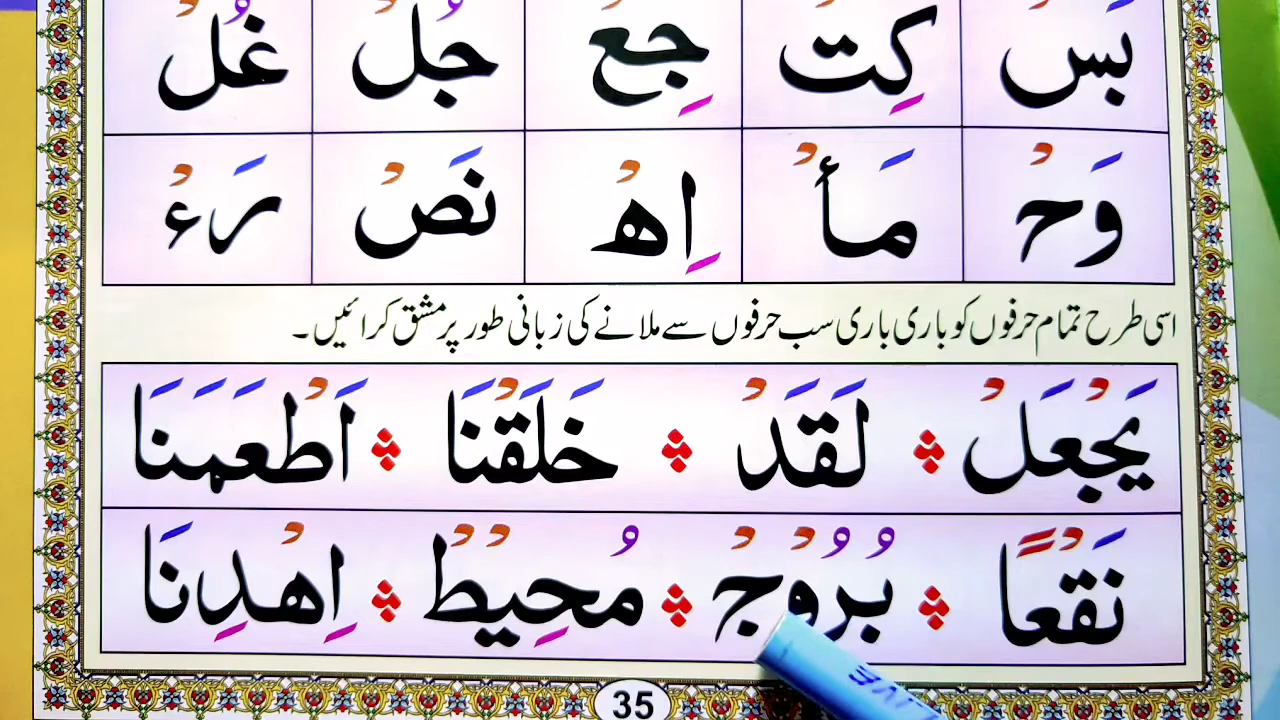 بَسْ كِتْ جِعْ جُلْ غُلْ
وَحْ مَأْ اِهْ نَصْ رَءْ
اسی طرح تمام حرفوں کو باری باری سب حرفوں سے ملانے کی زبانی طور پر مشق کرائیں۔
يَجْعَلْ لَقَدْ خَلَقْنَا اَطْعَمَنَا
نَقْعًا بُرُوْجْ مُحِيْطْ اِهْدِنَا
35